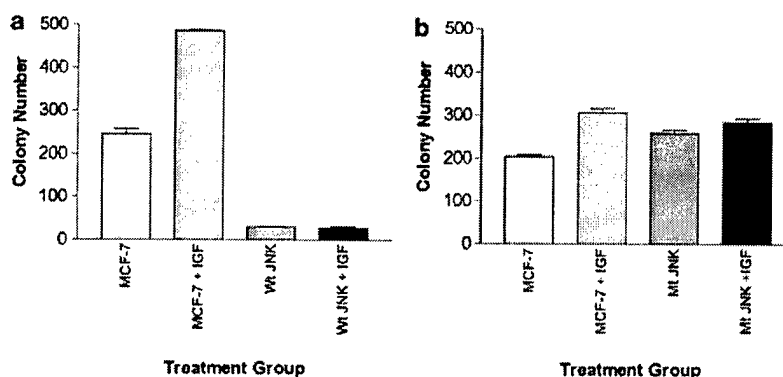 a
Colony Number
500
400
300
200
100
0
MCF-7
MCF-7 + IGF
Wt JNK
Wt JNK + IGF
Treatment Group
b
Colony Number
500
400
300
200
100
0
MCF-7
MCF-7 + IGF
Mt JNK
Mt JNK +IGF
Treatment Group